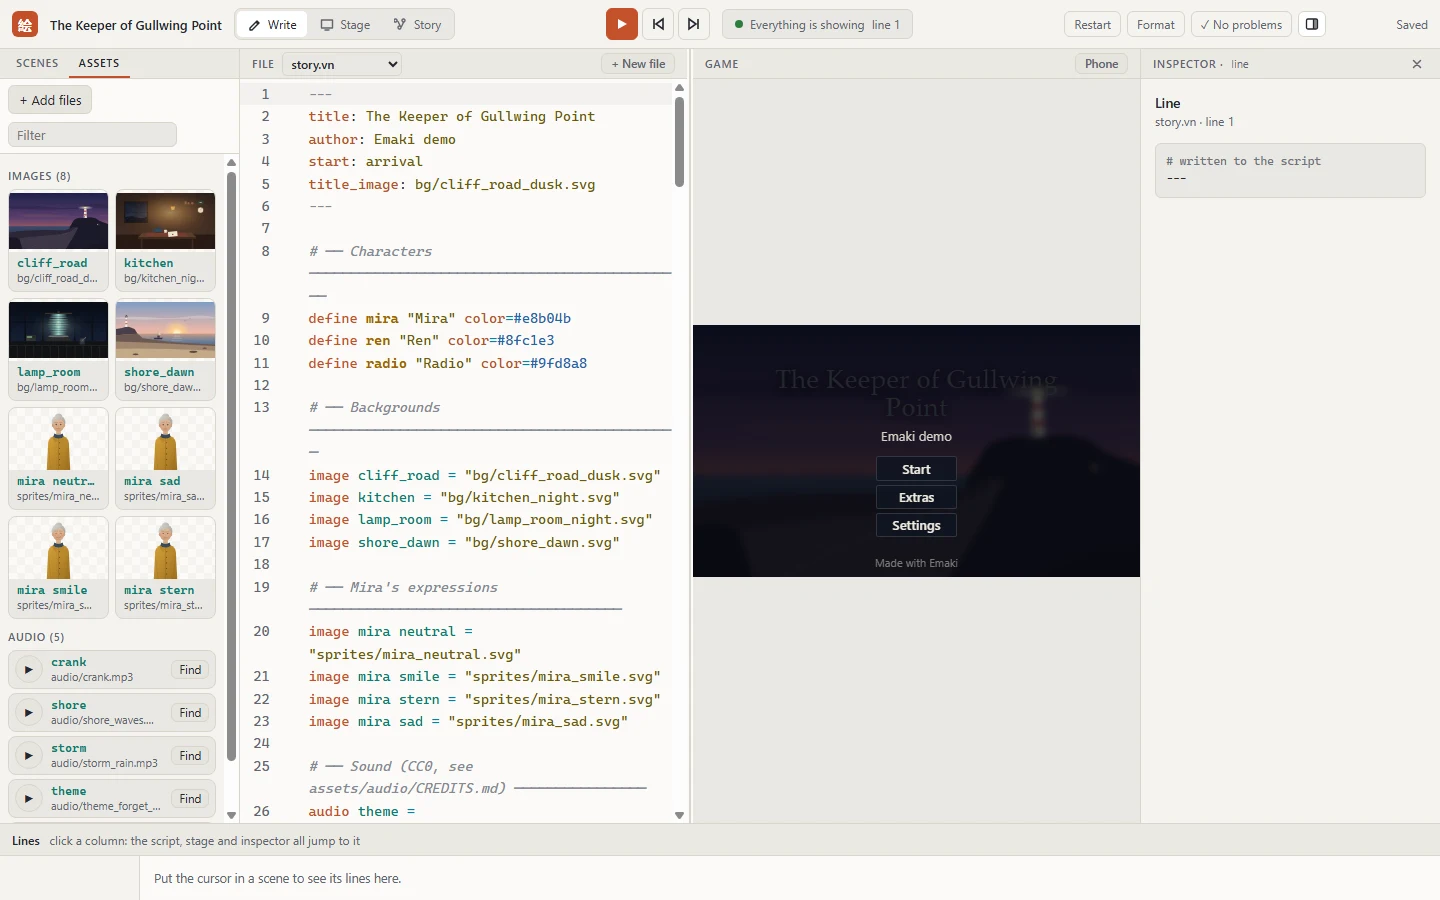 絵
The Keeper of Gullwing Point
Write
Stage
Story
Everything is showing line 1
Restart
Format
✓ No problems
Saved
SCENES
ASSETS
+ Add files
Filter
IMAGES (8)
cliff_road
bg/cliff_road_d...
kitchen
bg/kitchen_nig...
lamp_room
bg/lamp_room...
shore_dawn
bg/shore_daw...
mira neutr...
sprites/mira_ne...
mira sad
sprites/mira_sa...
mira smile
sprites/mira_s...
mira stern
sprites/mira_st...
AUDIO (5)
crank
audio/crank.mp3
Find
shore
audio/shore_waves....
Find
storm
audio/storm_rain.mp3
Find
theme
audio/theme_forget_...
Find
FILE story.vn
+ New file
1 ---
2 title: The Keeper of Gullwing Point
3 author: Emaki demo
4 start: arrival
5 title_image: bg/cliff_road_dusk.svg
6 ---
7
8 # ── Characters
9 define mira "Mira" color=#e8b04b
10 define ren "Ren" color=#8fc1e3
11 define radio "Radio" color=#9fd8a8
12
13 # ── Backgrounds
14 image cliff_road = "bg/cliff_road_dusk.svg"
15 image kitchen = "bg/kitchen_night.svg"
16 image lamp_room = "bg/lamp_room_night.svg"
17 image shore_dawn = "bg/shore_dawn.svg"
18
19 # ── Mira's expressions
20 image mira neutral =
"sprites/mira_neutral.svg"
21 image mira smile = "sprites/mira_smile.svg"
22 image mira stern = "sprites/mira_stern.svg"
23 image mira sad = "sprites/mira_sad.svg"
24
25 # ── Sound (CC0, see
assets/audio/CREDITS.md) ────────────────
26 audio theme =
GAME
Phone
The Keeper of Gullwing
Point
Emaki demo
Start
Extras
Settings
Made with Emaki
INSPECTOR · line
Line
story.vn · line 1
# written to the script
---
Lines click a column: the script, stage and inspector all jump to it
Put the cursor in a scene to see its lines here.